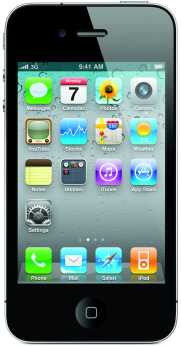 3G 9:41 AM
Monday
7
Messages Calendar Photos Camera
YouTube Stocks Maps Weather
Notes Utilities iTunes App Store
Settings
Phone Mail Safari iPod